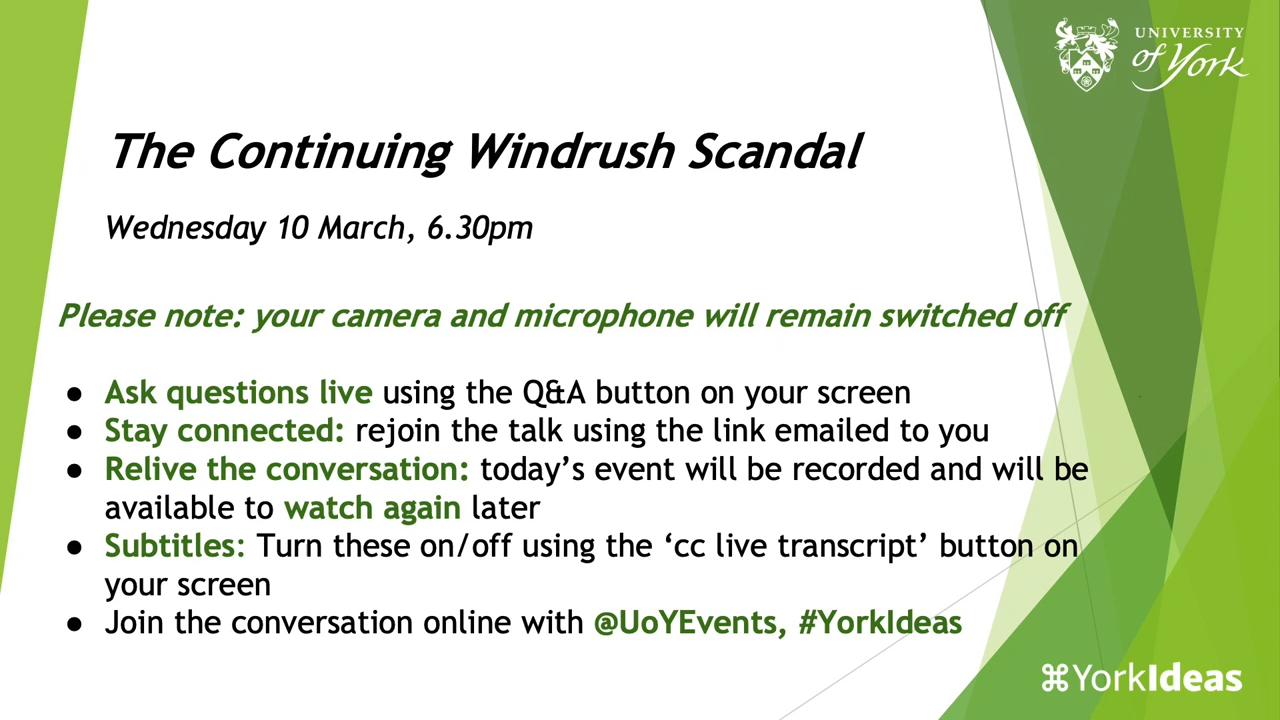 UNIVERSITY
of York
The Continuing Windrush Scandal
Wednesday 10 March, 6.30pm
Please note: your camera and microphone will remain switched off
● Ask questions live using the Q&A button on your screen
● Stay connected: rejoin the talk using the link emailed to you
● Relive the conversation: today’s event will be recorded and will be
available to watch again later
● Subtitles: Turn these on/off using the ‘cc live transcript’ button on
your screen
● Join the conversation online with @UoYEvents, #YorkIdeas
⌘YorkIdeas